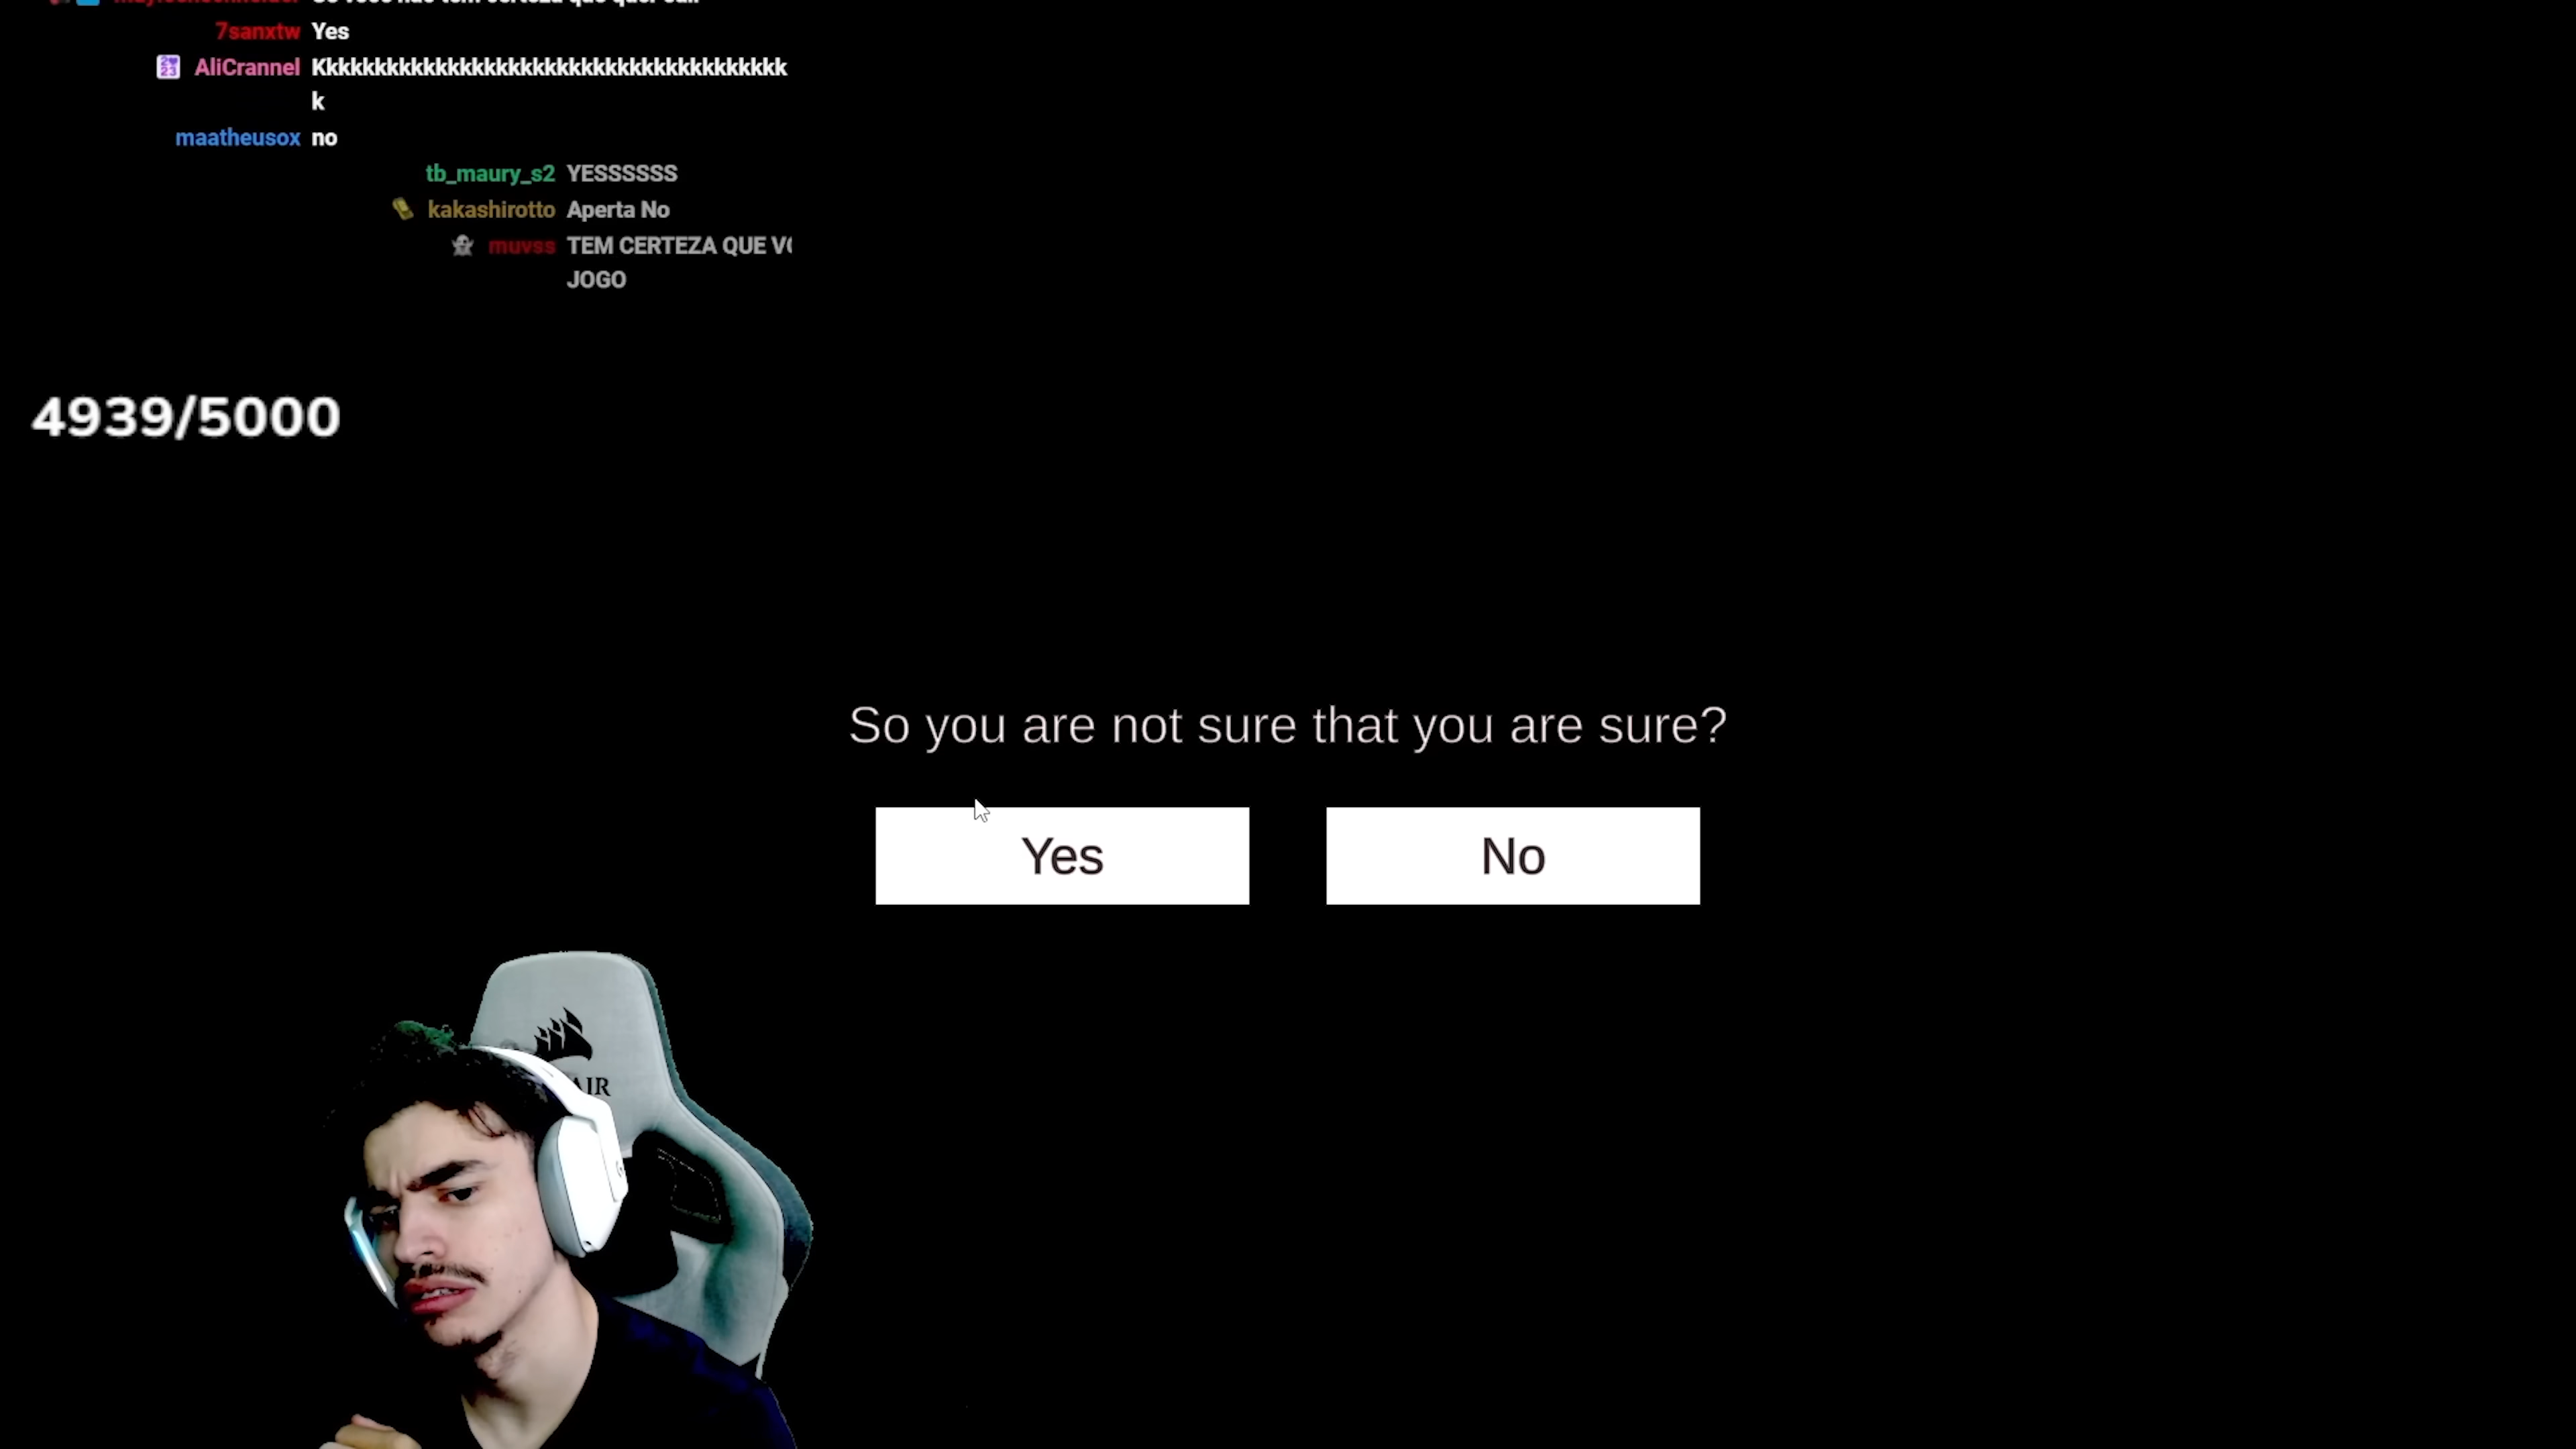 7sanxtw Yes
AliCrannel Kkkkkkkkkkkkkkkkkkkkkkkkkkkkkkkkkkkkkkkk
k
maatheusox no
tb_maury_s2 YESSSSSS
kakashirotto Aperta No
muvss TEM CERTEZA QUE
JOGO
4939/5000
So you are not sure that you are sure?
Yes
No